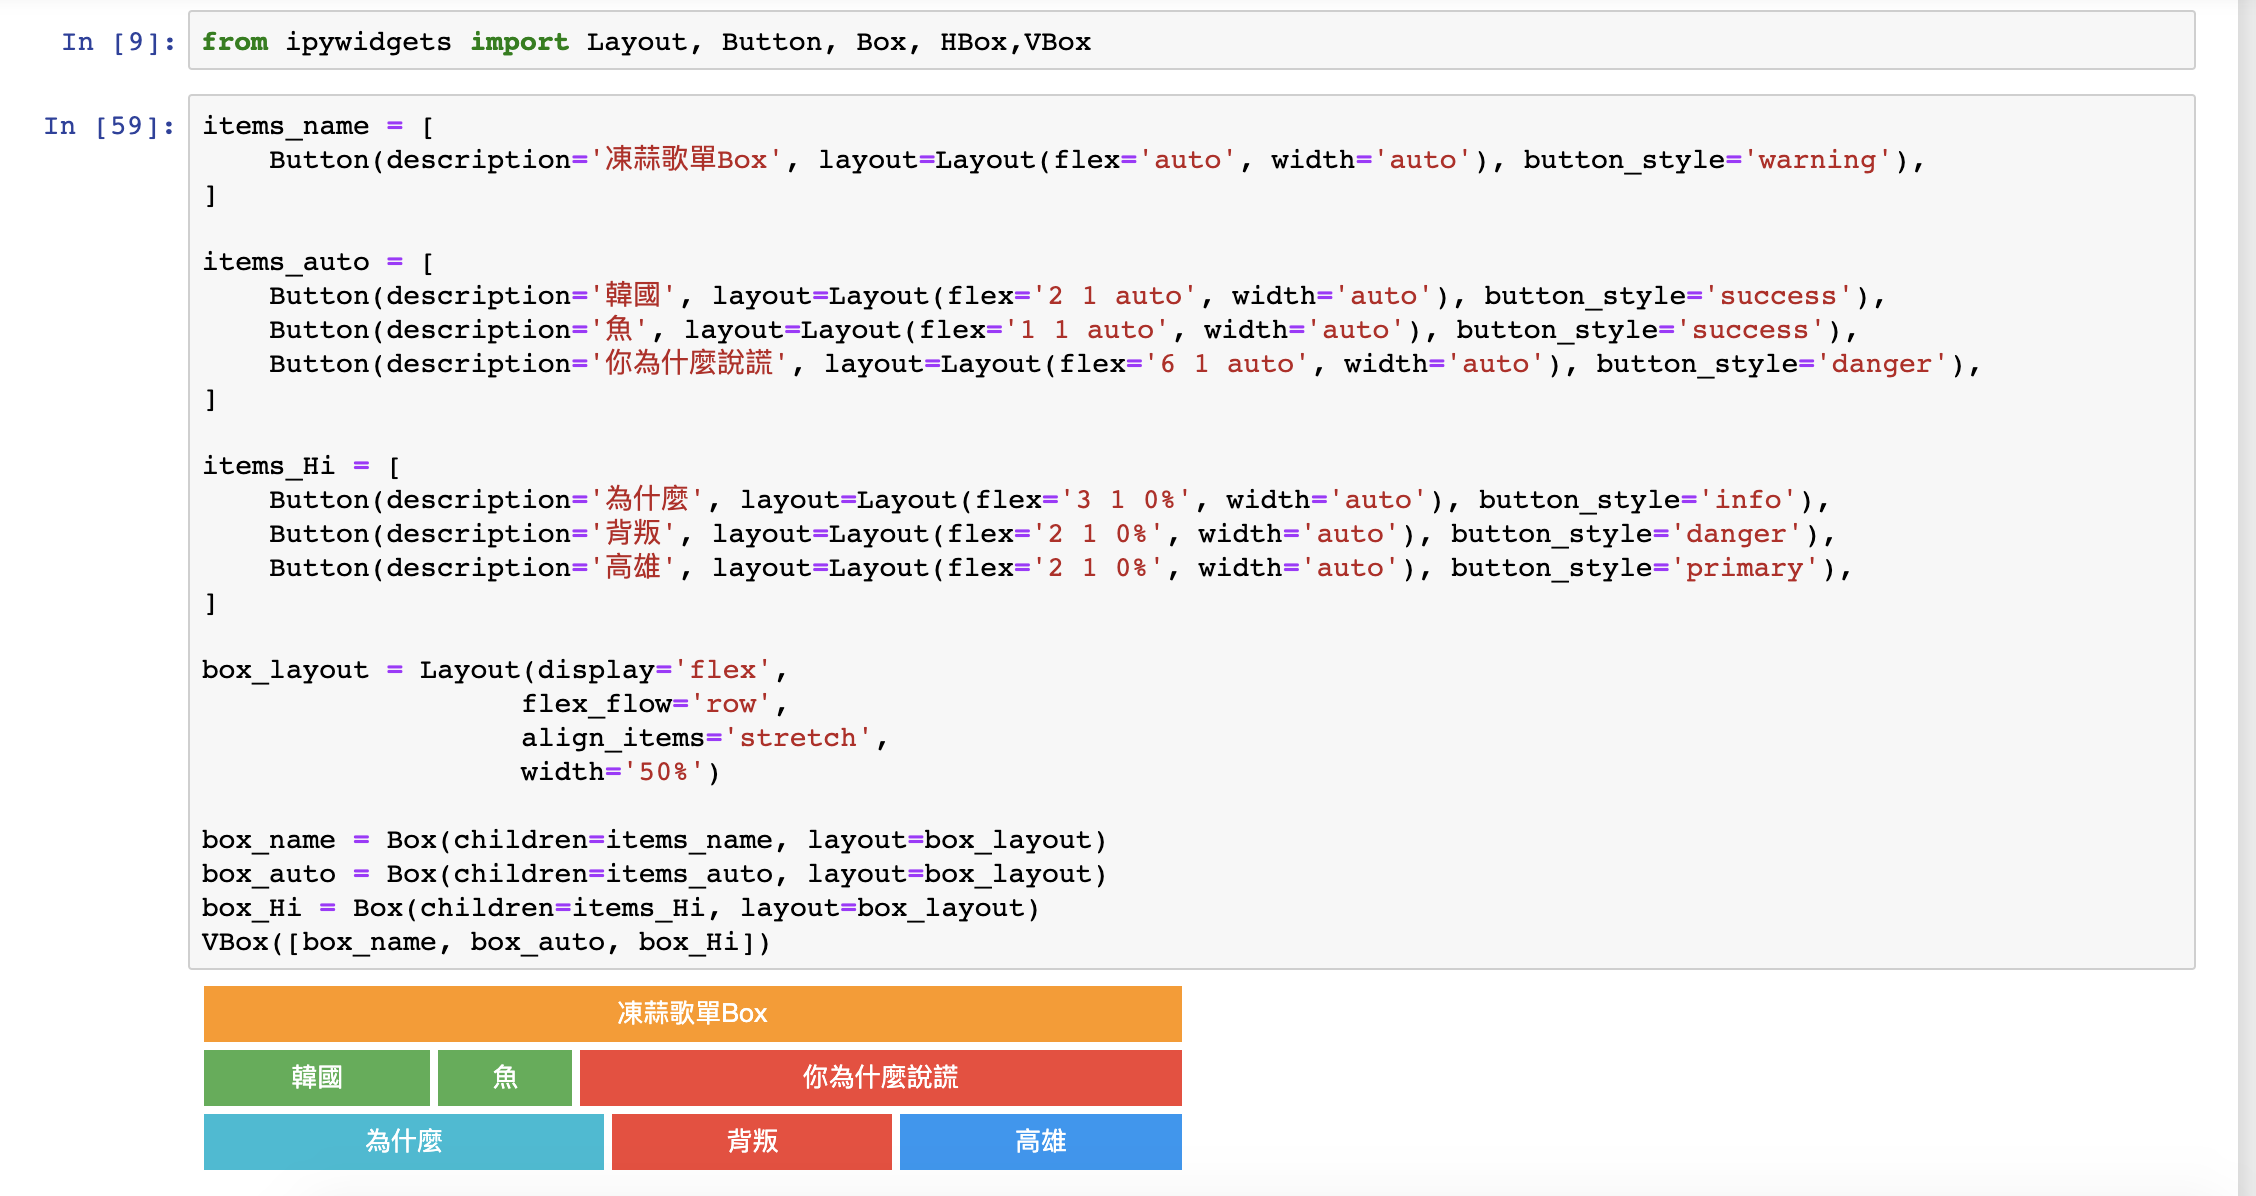 In [9]: from ipywidgets import Layout, Button, Box, HBox,VBox
In [59]: items_name = [
    Button(description='凍蒜歌單Box', layout=Layout(flex='auto', width='auto'), button_style='warning'),
]
items_auto = [
    Button(description='韓國', layout=Layout(flex='2 1 auto', width='auto'), button_style='success'),
    Button(description='魚', layout=Layout(flex='1 1 auto', width='auto'), button_style='success'),
    Button(description='你為什麼說謊', layout=Layout(flex='6 1 auto', width='auto'), button_style='danger'),
]
items_Hi = [
    Button(description='為什麼', layout=Layout(flex='3 1 0%', width='auto'), button_style='info'),
    Button(description='背叛', layout=Layout(flex='2 1 0%', width='auto'), button_style='danger'),
    Button(description='高雄', layout=Layout(flex='2 1 0%', width='auto'), button_style='primary'),
]
box_layout = Layout(display='flex',
                   flex_flow='row',
                   align_items='stretch',
                   width='50%')
box_name = Box(children=items_name, layout=box_layout)
box_auto = Box(children=items_auto, layout=box_layout)
box_Hi = Box(children=items_Hi, layout=box_layout)
VBox([box_name, box_auto, box_Hi])
凍蒜歌單Box
韓國 魚 你為什麼說謊
為什麼 背叛 高雄